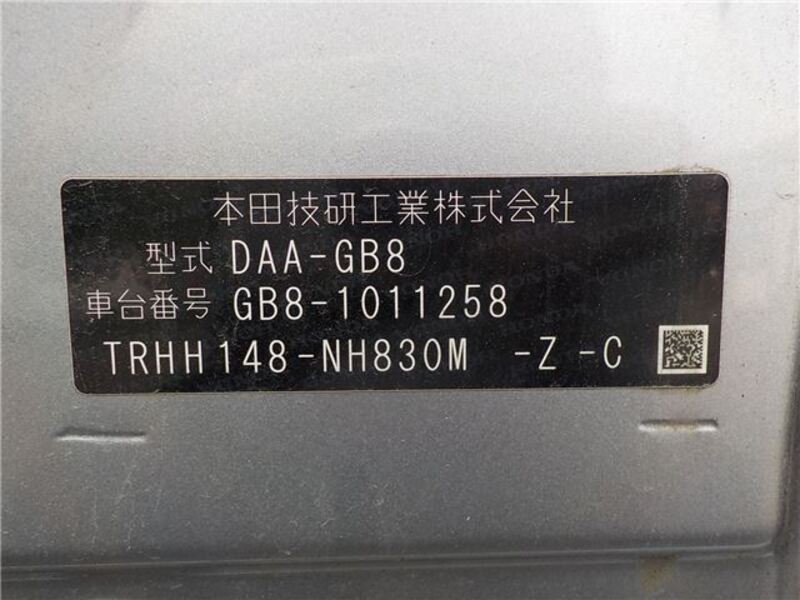 本田技研工業株式会社
型式 DAA-GB8
車台番号 GB8-1011258
TRHH148-NH830M -Z -C